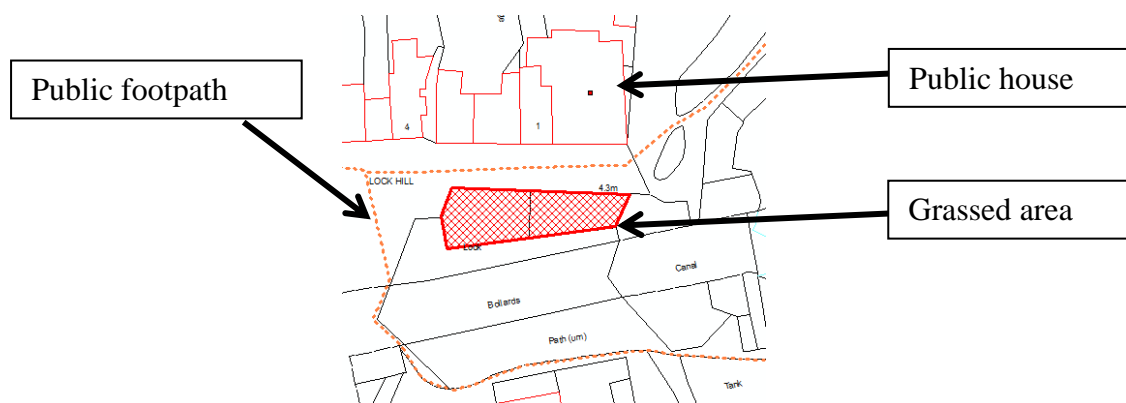 Public footpath
Public house
4
1
LOCK HILL
4.3m
Grassed area
Lock
Canal
Bollards
Path (um)
Tank